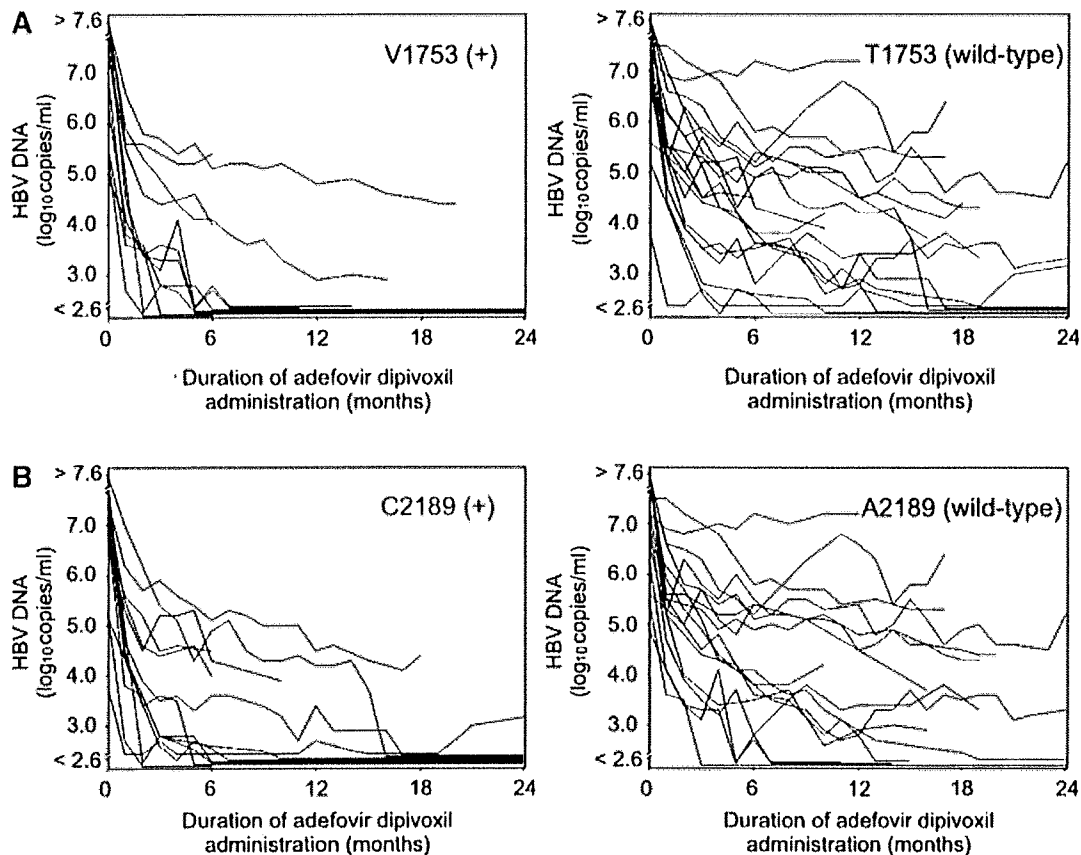 A
V1753 (+)
HBV DNA
(log10copies/ml)
> 7.6
7.0
6.0
5.0
4.0
3.0
< 2.6
0
6
12
18
24
Duration of adefovir dipivoxil
administration (months)
T1753 (wild-type)
HBV DNA
(log10copies/ml)
> 7.6
7.0
6.0
5.0
4.0
3.0
< 2.6
0
6
12
18
24
Duration of adefovir dipivoxil
administration (months)
B
C2189 (+)
HBV DNA
(log10copies/ml)
> 7.6
7.0
6.0
5.0
4.0
3.0
< 2.6
0
6
12
18
24
Duration of adefovir dipivoxil
administration (months)
A2189 (wild-type)
HBV DNA
(log10copies/ml)
> 7.6
7.0
6.0
5.0
4.0
3.0
< 2.6
0
6
12
18
24
Duration of adefovir dipivoxil
administration (months)